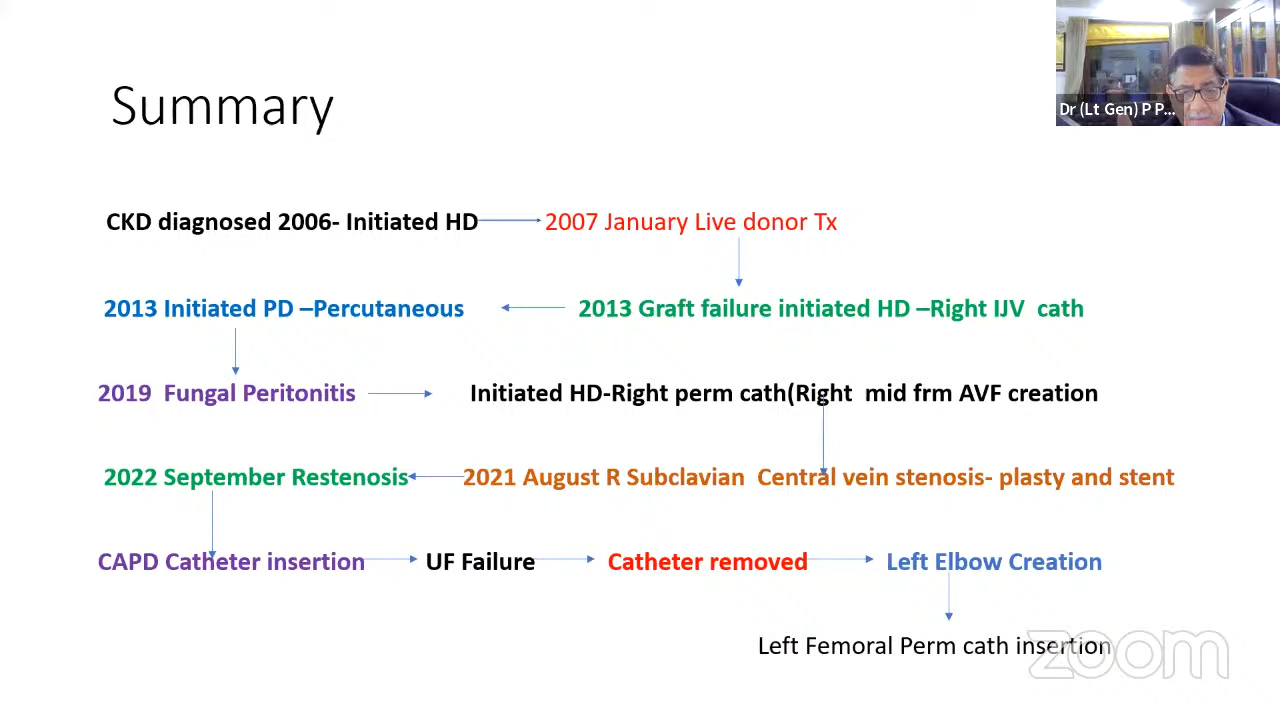 Summary
Dr (Lt Gen) P P...
CKD diagnosed 2006- Initiated HD
2007 January Live donor Tx
2013 Initiated PD –Percutaneous
2013 Graft failure initiated HD –Right IJV cath
2019 Fungal Peritonitis
Initiated HD-Right perm cath(Right mid frm AVF creation
2022 September Restenosis
2021 August R Subclavian Central vein stenosis- plasty and stent
CAPD Catheter insertion
UF Failure
Catheter removed
Left Elbow Creation
Left Femoral Perm cath insertion
zoom